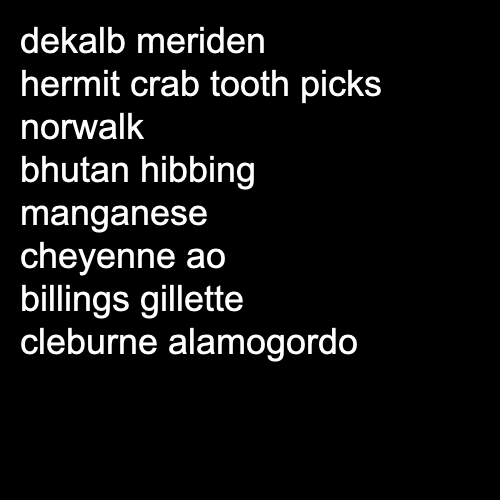 dekalb meriden
hermit crab tooth picks
norwalk
bhutan hibbing
manganese
cheyenne ao
billings gillette
cleburne alamogordo